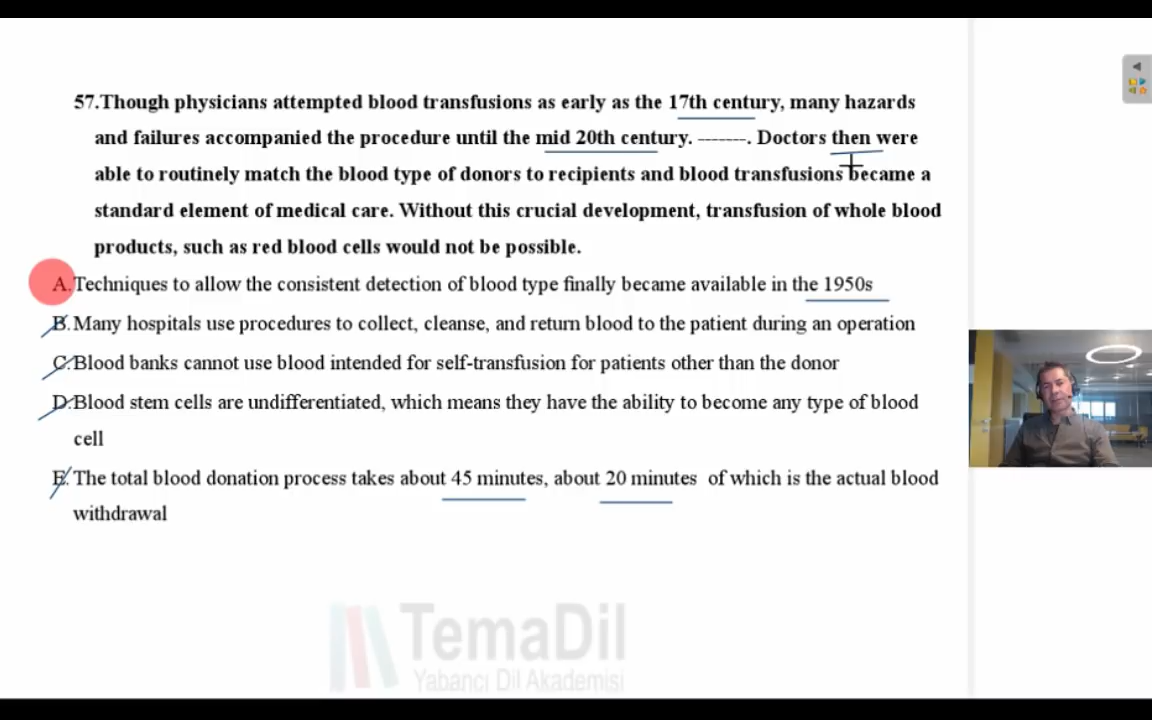 57.Though physicians attempted blood transfusions as early as the 17th century, many hazards
and failures accompanied the procedure until the mid 20th century. -------. Doctors then were
able to routinely match the blood type of donors to recipients and blood transfusions became a
standard element of medical care. Without this crucial development, transfusion of whole blood
products, such as red blood cells would not be possible.
A.Techniques to allow the consistent detection of blood type finally became available in the 1950s
B.Many hospitals use procedures to collect, cleanse, and return blood to the patient during an operation
C.Blood banks cannot use blood intended for self-transfusion for patients other than the donor
D.Blood stem cells are undifferentiated, which means they have the ability to become any type of blood
cell
E.The total blood donation process takes about 45 minutes, about 20 minutes of which is the actual blood
withdrawal
TemaDil
Yabancı Dil Akademisi